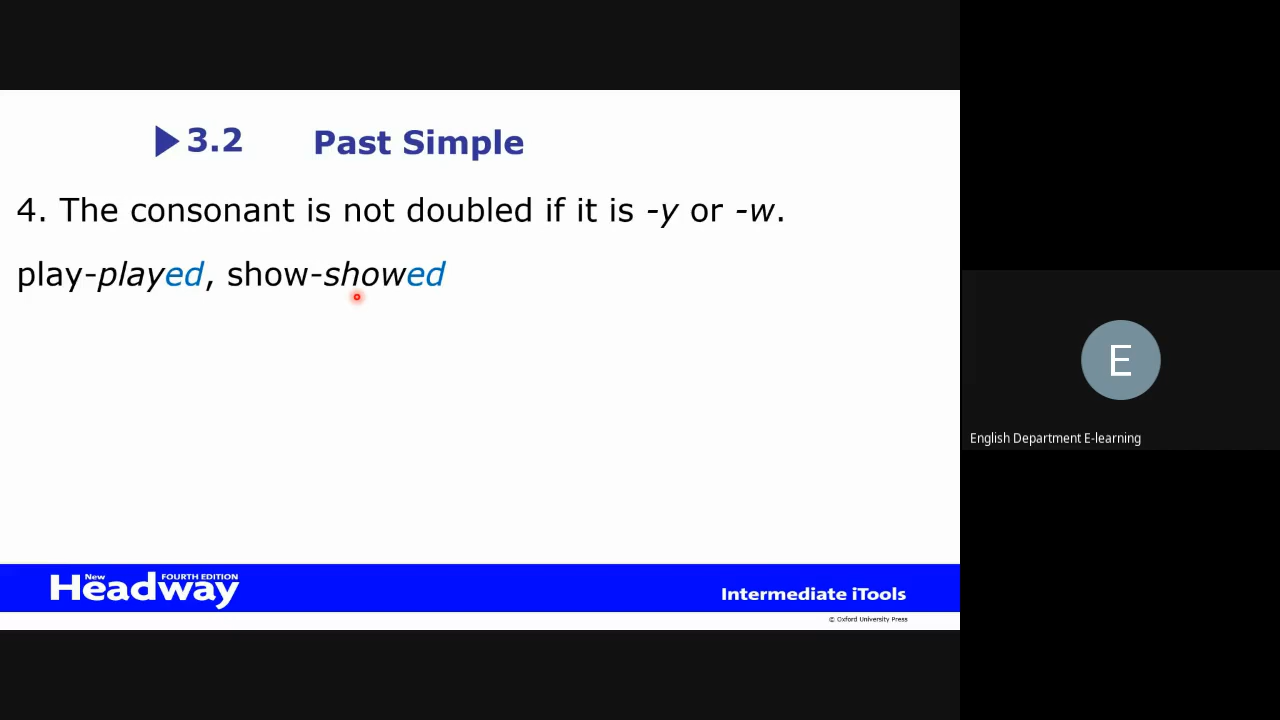 3.2 Past Simple
4. The consonant is not doubled if it is -y or -w.
play-played, show-showed
E
English Department E-learning
New Headway FOURTH EDITION
Intermediate iTools
© Oxford University Press